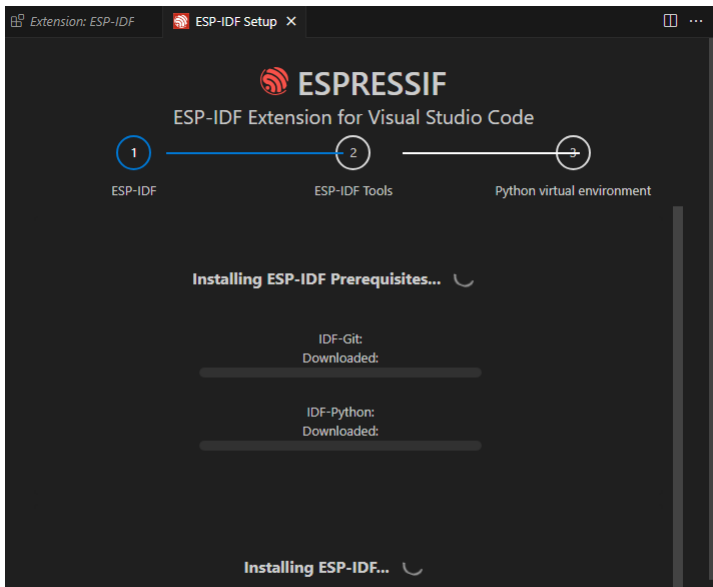 Extension: ESP-IDF ESP-IDF Setup
ESPRESSIF
ESP-IDF Extension for Visual Studio Code
1 2 3
ESP-IDF ESP-IDF Tools Python virtual environment
Installing ESP-IDF Prerequisites...
IDF-Git:
Downloaded:
IDF-Python:
Downloaded:
Installing ESP-IDF...